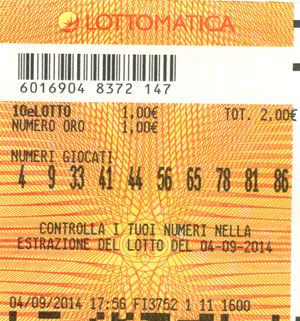 LOTTOMATICA
6016904 8372 147
10eLOTTO 1,00€ TOT. 2,00€
NUMERO ORO 1,00€
NUMERI GIOCATI
4 9 33 41 44 56 65 78 81 86
CONTROLLA I TUOI NUMERI NELLA
ESTRAZIONE DEL LOTTO DEL 04-09-2014
04/09/2014 17:56 FI3752 1 11 1600